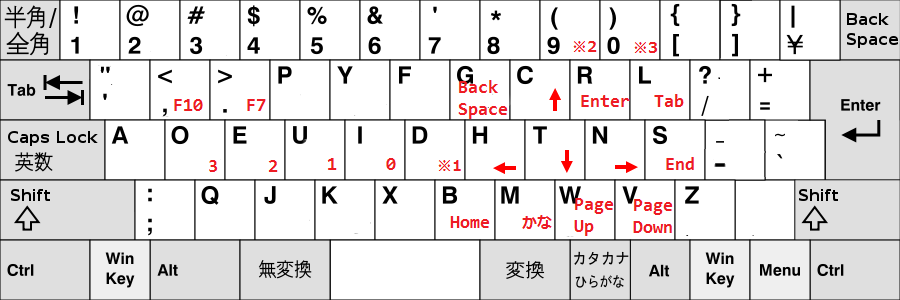 半角/ ! @ # $ % & ' * ( ) { } | Back
全角 1 2 3 4 5 6 7 8 9 ※2 0 ※3 [ ] ¥ Space
Tab " < > P Y F G C R L ? + Enter
' , F10 . F7 Back Space Enter Tab / =
Caps Lock A O E U I D H T N S _ ~
英数 3 2 1 0 ※1 End - `
Shift : Q J K X B M W V Z Shift
; Home かな Page Up Page Down
Ctrl Win Key Alt 無変換 変換 カタカナ ひらがな Alt Win Key Menu Ctrl